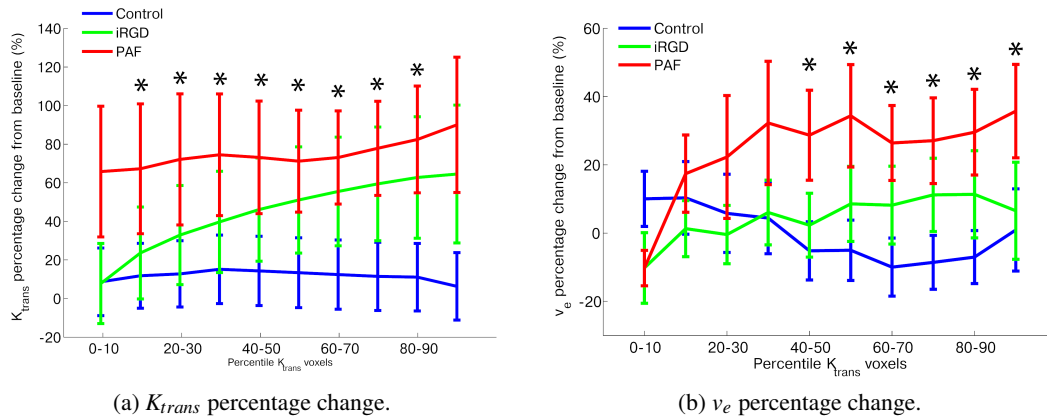 K_trans percentage change from baseline (%)
140
120
100
80
60
40
20
0
-20
Control
iRGD
PAF
* * * * * * * *
0-10 20-30 40-50 60-70 80-90
Percentile K_trans voxels
(a) K_trans percentage change.
v_e percentage change from baseline (%)
60
40
20
0
-20
Control
iRGD
PAF
* * * * * *
0-10 20-30 40-50 60-70 80-90
Percentile K_trans voxels
(b) v_e percentage change.